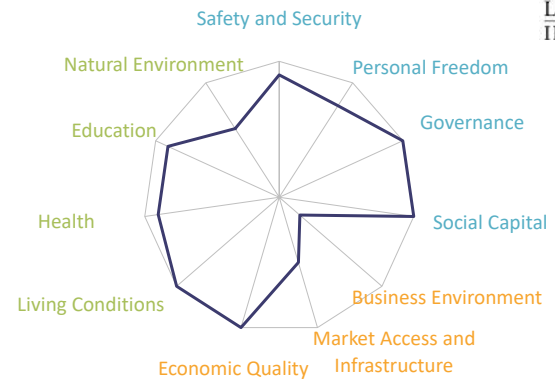 Safety and Security
Natural Environment
Personal Freedom
Education
Governance
Health
Social Capital
Living Conditions
Business Environment
Market Access and
Infrastructure
Economic Quality